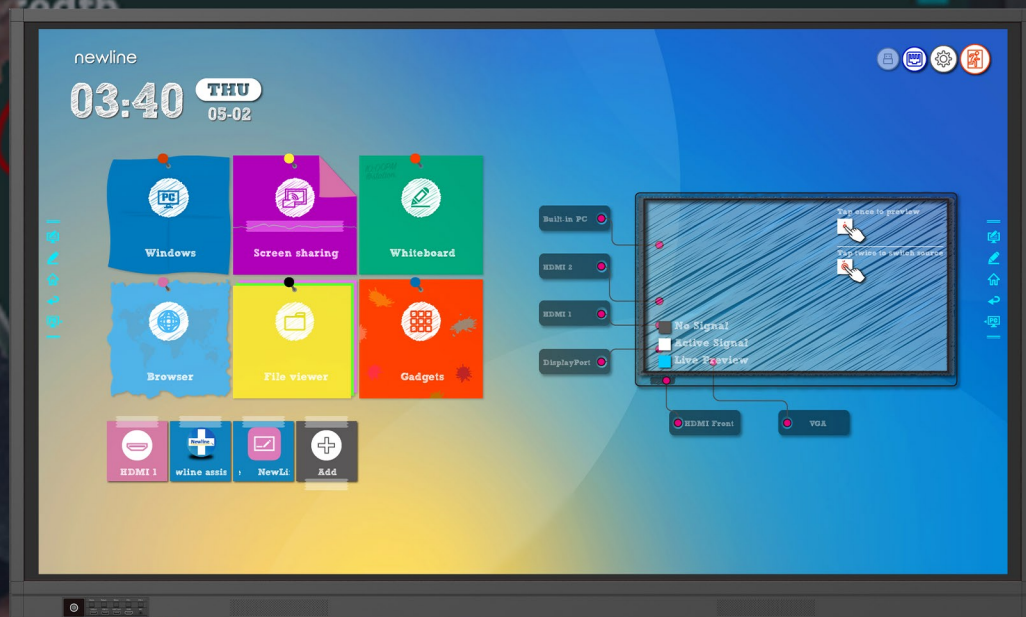 newline
03:40
THU
05-02
Windows
Screen sharing
Whiteboard
Browser
File viewer
Gadgets
HDMI 1
Newline
wline assis
NewLi
Add
PC
Built-in PC
HDMI 2
HDMI 1
DisplayPort
HDMI Front
VGA
Tap once to preview
Tap twice to switch source
No Signal
Active Signal
Live Preview